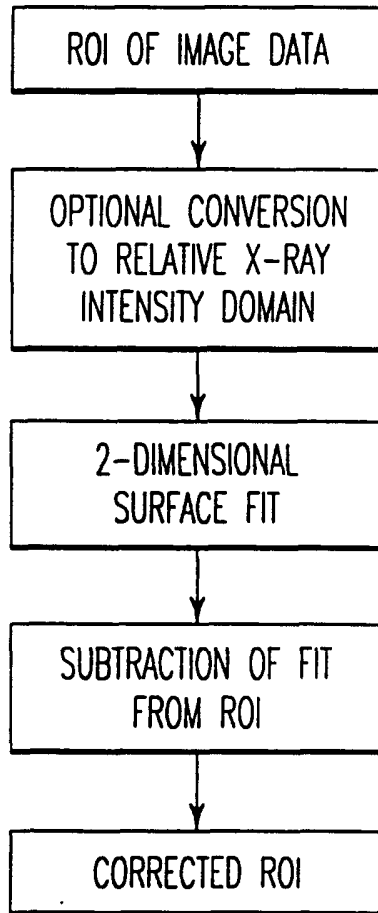 ROI OF IMAGE DATA
OPTIONAL CONVERSION
TO RELATIVE X-RAY
INTENSITY DOMAIN
2-DIMENSIONAL
SURFACE FIT
SUBTRACTION OF FIT
FROM ROI
CORRECTED ROI